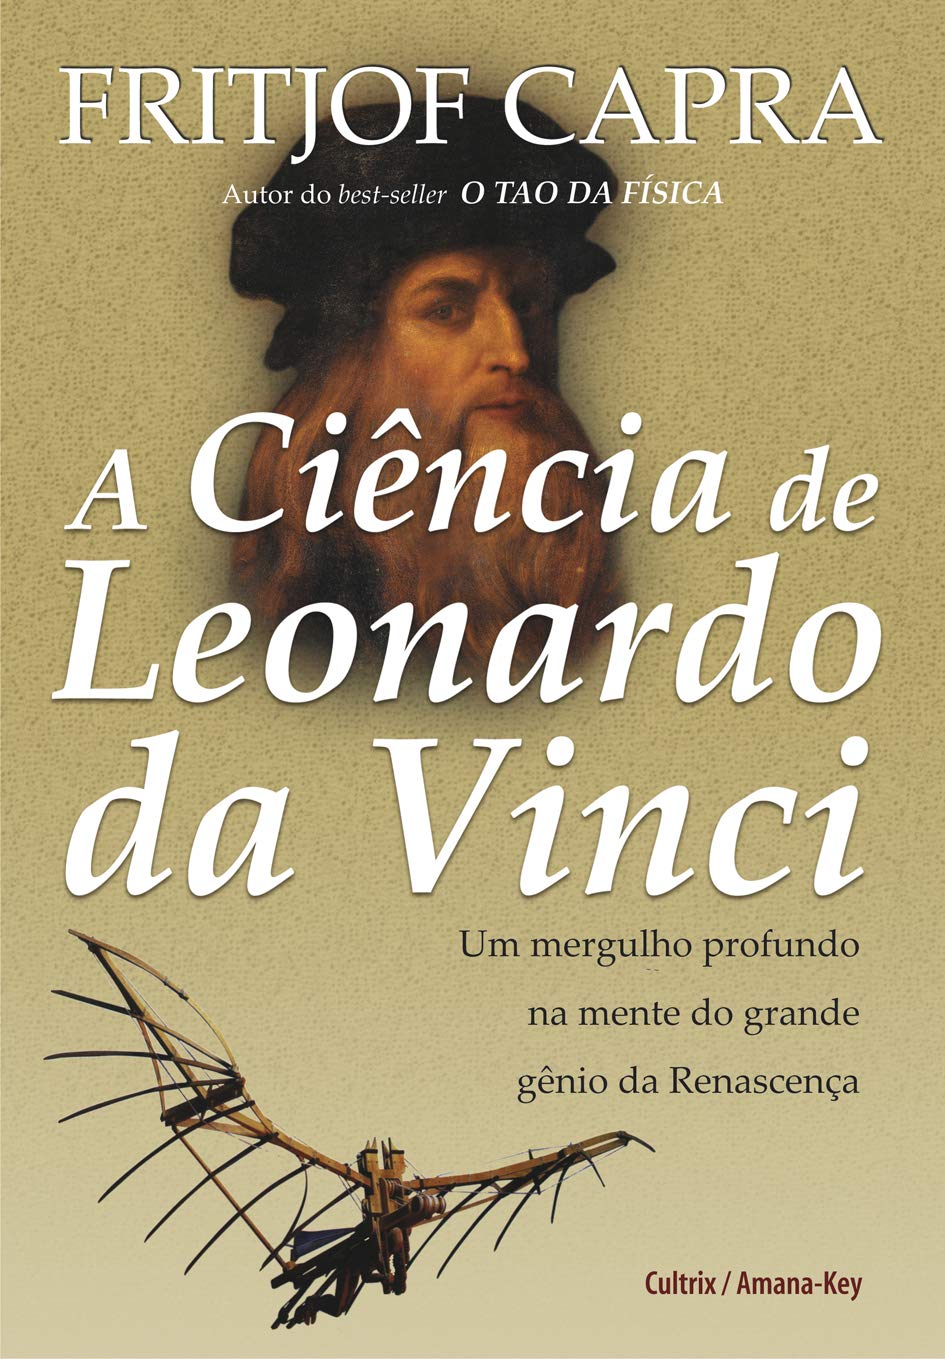 FRITJOF CAPRA
Autor do best-seller O TAO DA FÍSICA
A Ciência de
Leonardo
da Vinci
Um mergulho profundo
na mente do grande
gênio da Renascença
Cultrix / Amana-Key